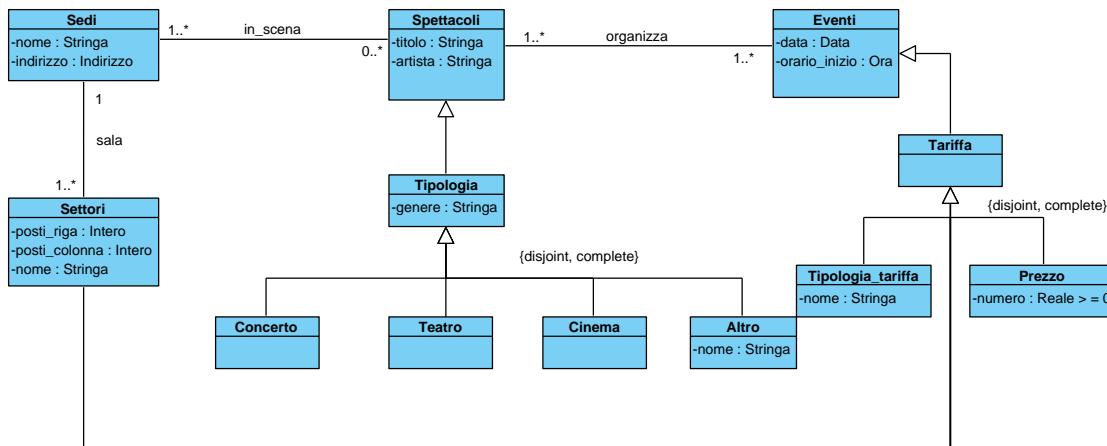 Sedi
-nome : Stringa
-indirizzo : Indirizzo
1..*
in_scena
0..*
Spettacoli
-titolo : Stringa
-artista : Stringa
1..*
organizza
1..*
Eventi
-data : Data
-orario_inizio : Ora
1
sala
1..*
Tariffa
Settori
-posti_riga : Intero
-posti_colonna : Intero
-nome : Stringa
Tipologia
-genere : Stringa
{disjoint, complete}
{disjoint, complete}
Tipologia_tariffa
-nome : Stringa
Prezzo
-numero : Reale > = 0
Concerto
Teatro
Cinema
Altro
-nome : Stringa